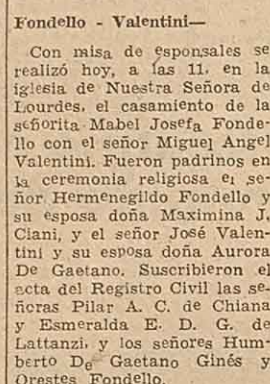 Fondello - Valentini—
Con misa de esponsales se
realizó hoy, a las 11, en la
iglesia de Nuestra Señora de
Lourdes, el casamiento de la
señorita Mabel Josefa Fonde-
llo con el señor Miguel Angel
Valentini. Fueron padrinos en
la ceremonia religiosa el se-
ñor Hermenegildo Fondello y
su esposa doña Maximina J.
Ciani, y el señor José Valen-
tini y su esposa doña Aurora
De Gaetano. Suscribieron el
acta del Registro Civil las se-
ñoras Pilar A. C. de Chiana
y Esmeralda E. D. G. de
Lattanzi, y los señores Hum-
berto De Gaetano Ginés y
Orestes Fondello.